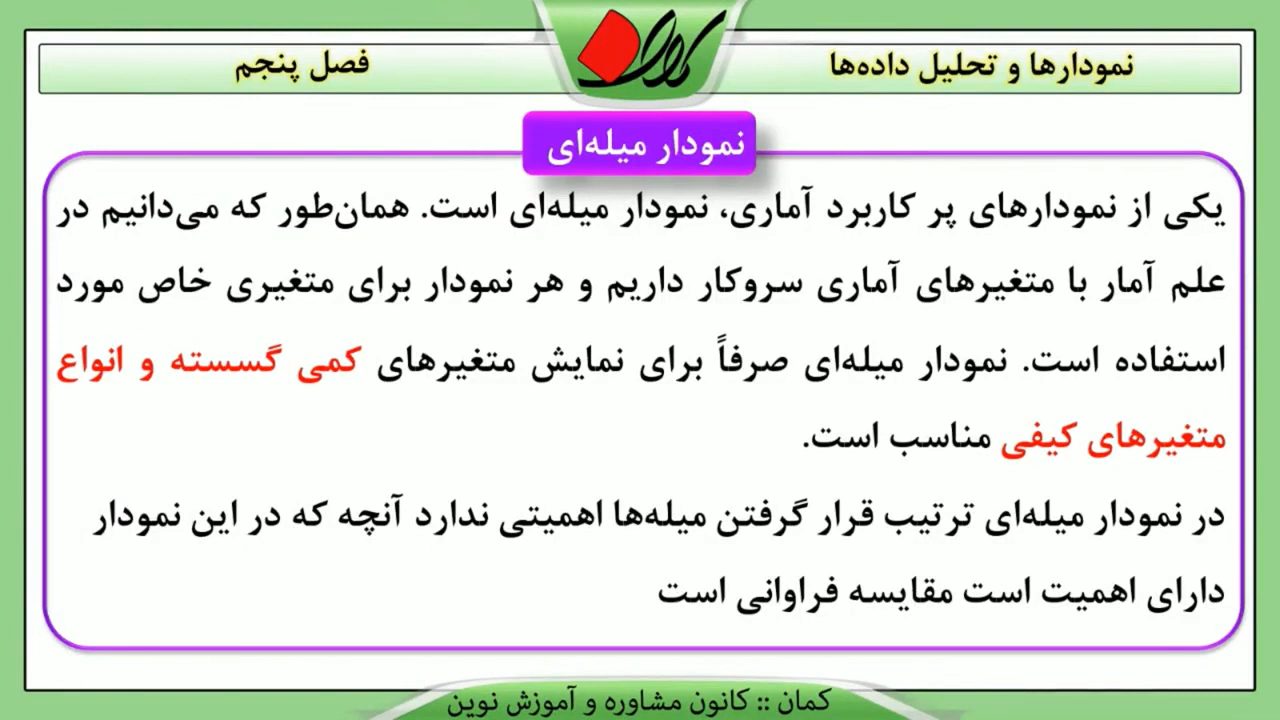 نمودارها و تحلیل داده‌ها
فصل پنجم
کمان
نمودار میله‌ای
یکی از نمودارهای پر کاربرد آماری، نمودار میله‌ای است. همان‌طور که می‌دانیم در
علم آمار با متغیرهای آماری سروکار داریم و هر نمودار برای متغیری خاص مورد
استفاده است. نمودار میله‌ای صرفاً برای نمایش متغیرهای کمی گسسته و انواع
متغیرهای کیفی مناسب است.
در نمودار میله‌ای ترتیب قرار گرفتن میله‌ها اهمیتی ندارد آنچه که در این نمودار
دارای اهمیت است مقایسه فراوانی است
کمان :: کانون مشاوره و آموزش نوین